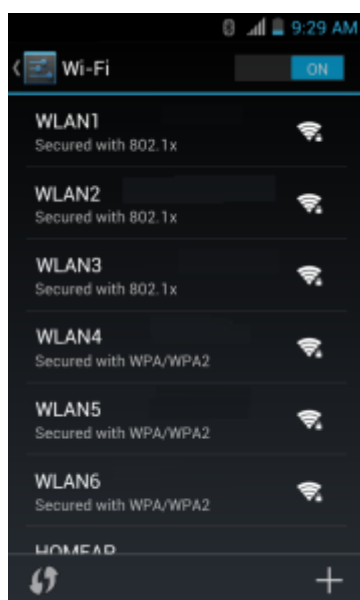 9:29 AM
Wi-Fi
ON
WLAN1
Secured with 802.1x
WLAN2
Secured with 802.1x
WLAN3
Secured with 802.1x
WLAN4
Secured with WPA/WPA2
WLAN5
Secured with WPA/WPA2
WLAN6
Secured with WPA/WPA2